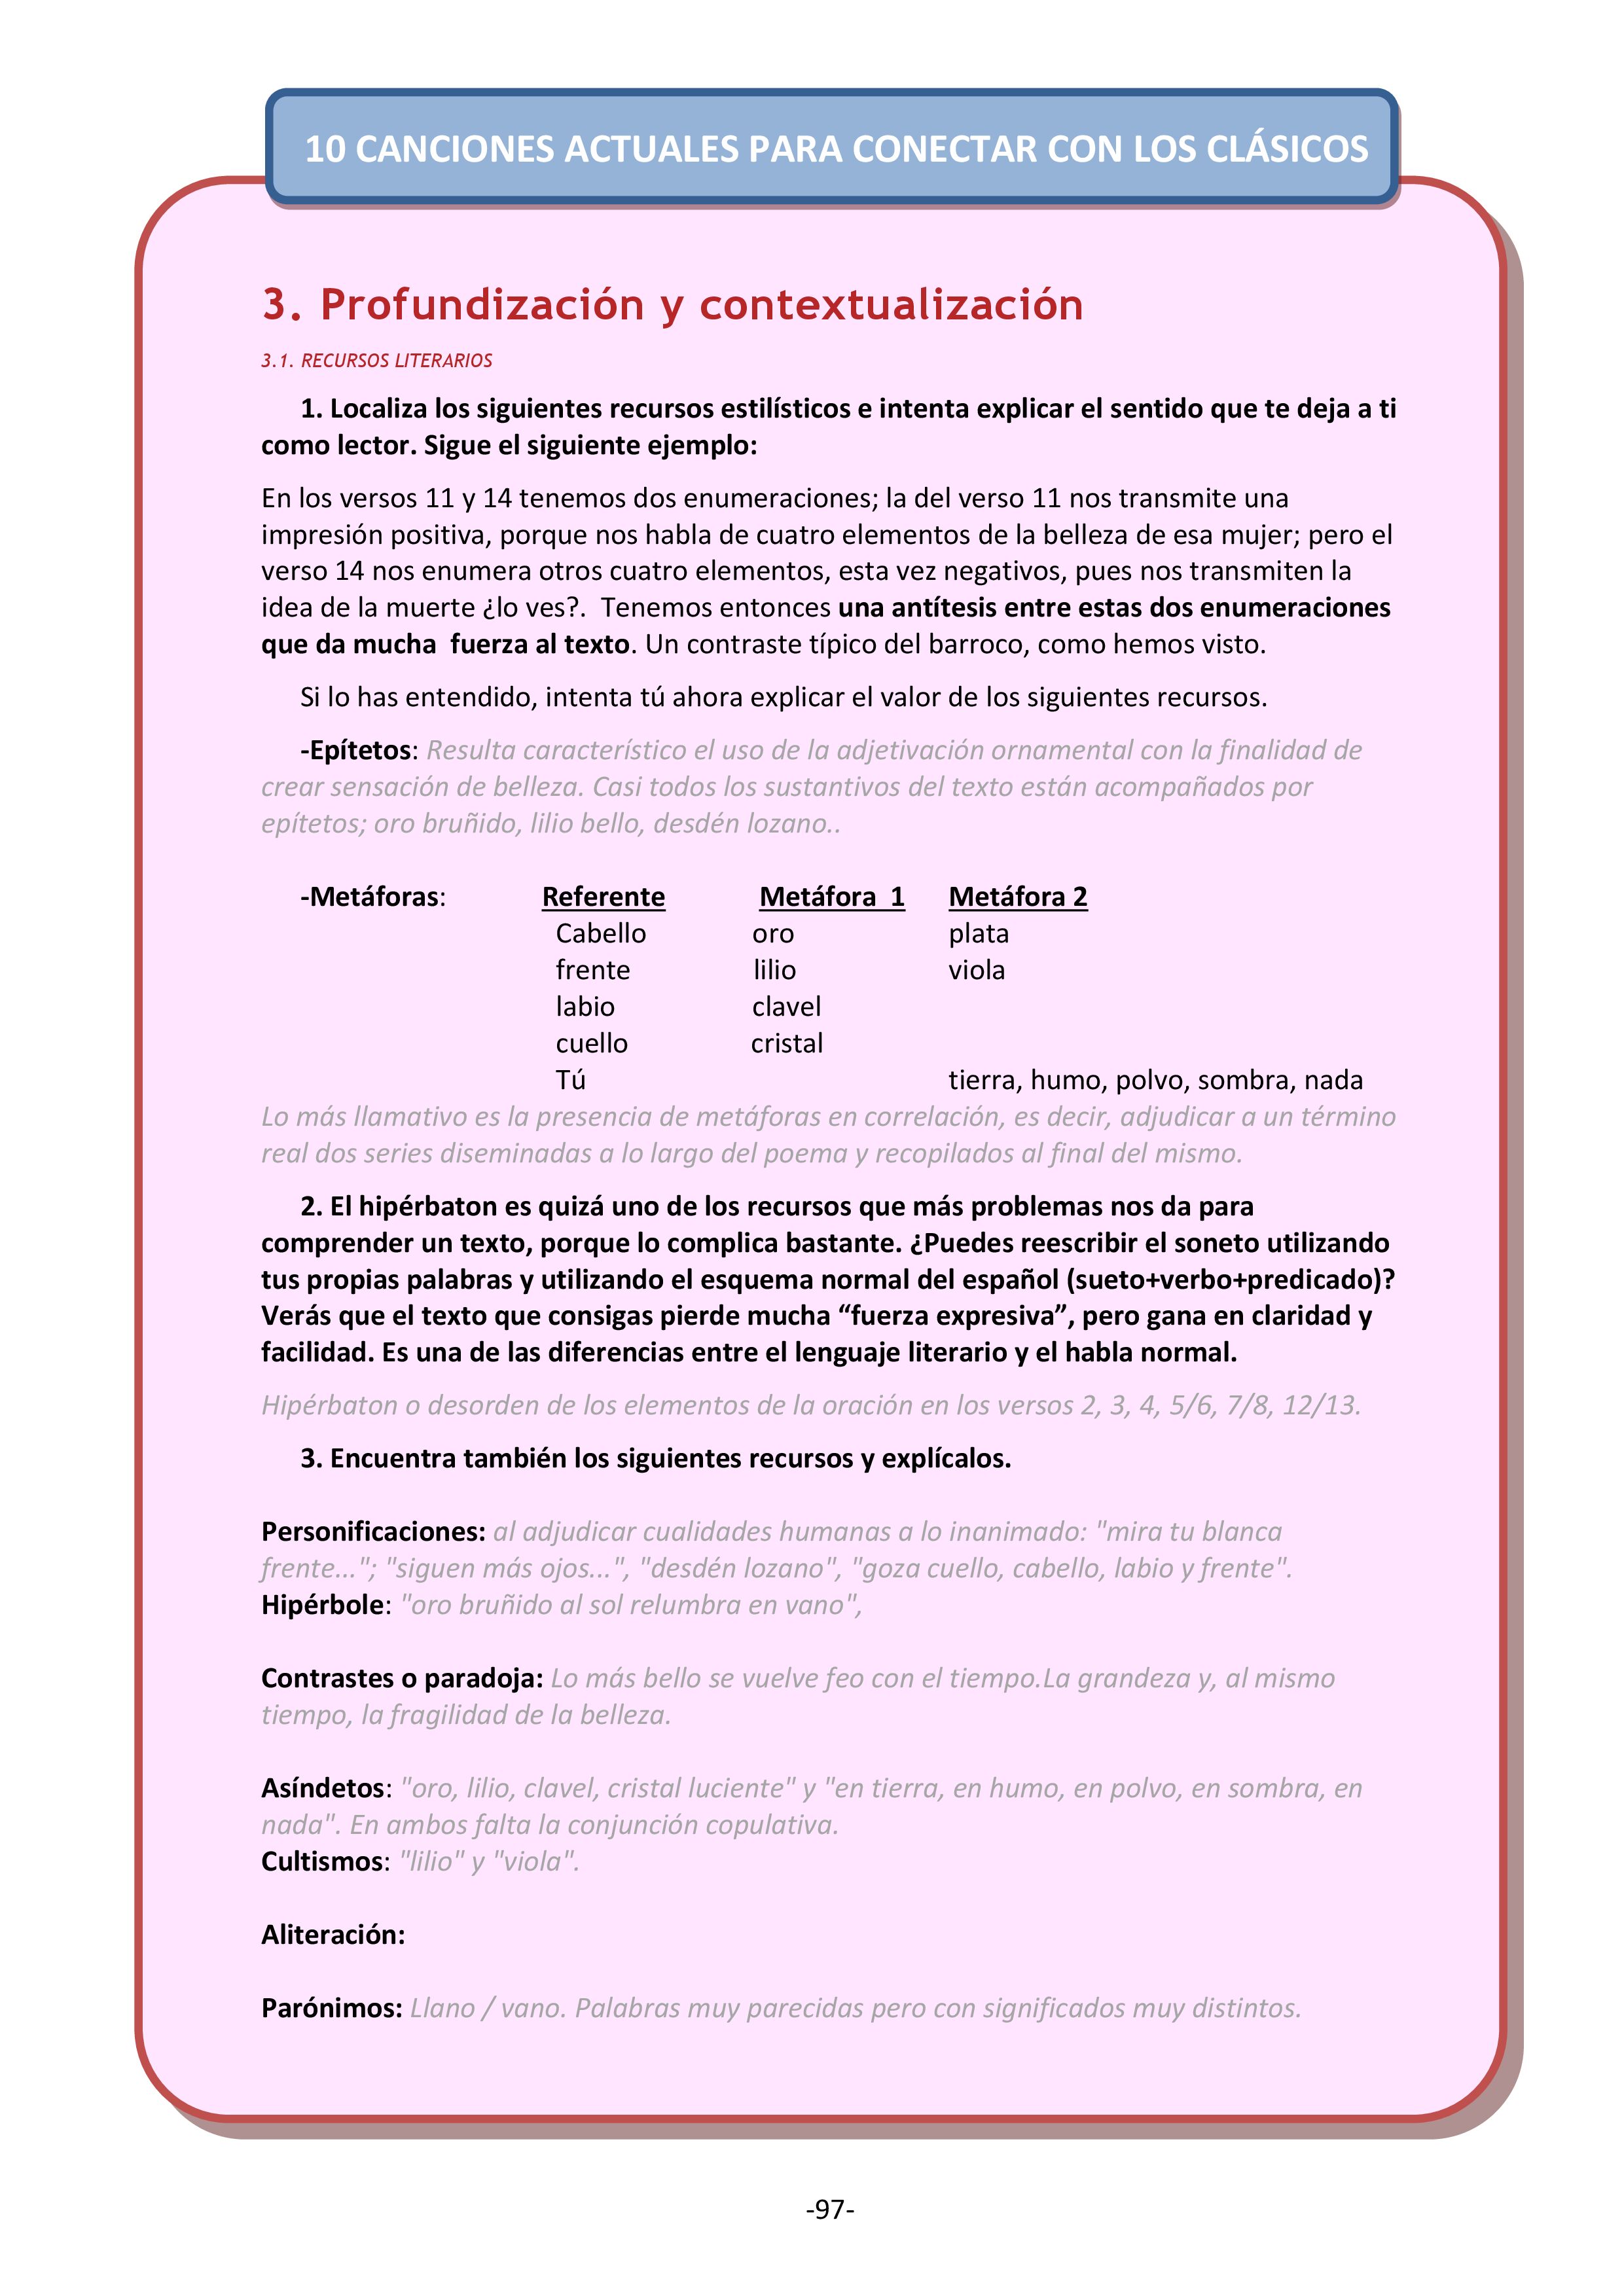 10 CANCIONES ACTUALES PARA CONECTAR CON LOS CLÁSICOS
3. Profundización y contextualización
3.1. RECURSOS LITERARIOS
1. Localiza los siguientes recursos estilísticos e intenta explicar el sentido que te deja a ti
como lector. Sigue el siguiente ejemplo:
En los versos 11 y 14 tenemos dos enumeraciones; la del verso 11 nos transmite una
impresión positiva, porque nos habla de cuatro elementos de la belleza de esa mujer; pero el
verso 14 nos enumera otros cuatro elementos, esta vez negativos, pues nos transmiten la
idea de la muerte ¿lo ves?.  Tenemos entonces una antítesis entre estas dos enumeraciones
que da mucha  fuerza al texto. Un contraste típico del barroco, como hemos visto.
Si lo has entendido, intenta tú ahora explicar el valor de los siguientes recursos.
-Epítetos: Resulta característico el uso de la adjetivación ornamental con la finalidad de
crear sensación de belleza. Casi todos los sustantivos del texto están acompañados por
epítetos; oro bruñido, lilio bello, desdén lozano..
-Metáforas: Referente Metáfora  1 Metáfora 2
Cabello oro plata
frente lilio viola
labio clavel
cuello cristal
Tú tierra, humo, polvo, sombra, nada
Lo más llamativo es la presencia de metáforas en correlación, es decir, adjudicar a un término
real dos series diseminadas a lo largo del poema y recopilados al final del mismo.
2. El hipérbaton es quizá uno de los recursos que más problemas nos da para
comprender un texto, porque lo complica bastante. ¿Puedes reescribir el soneto utilizando
tus propias palabras y utilizando el esquema normal del español (sueto+verbo+predicado)?
Verás que el texto que consigas pierde mucha “fuerza expresiva”, pero gana en claridad y
facilidad. Es una de las diferencias entre el lenguaje literario y el habla normal.
Hipérbaton o desorden de los elementos de la oración en los versos 2, 3, 4, 5/6, 7/8, 12/13.
3. Encuentra también los siguientes recursos y explícalos.
Personificaciones: al adjudicar cualidades humanas a lo inanimado: "mira tu blanca
frente..."; "siguen más ojos...", "desdén lozano", "goza cuello, cabello, labio y frente".
Hipérbole: "oro bruñido al sol relumbra en vano",
Contrastes o paradoja: Lo más bello se vuelve feo con el tiempo.La grandeza y, al mismo
tiempo, la fragilidad de la belleza.
Asíndetos: "oro, lilio, clavel, cristal luciente" y "en tierra, en humo, en polvo, en sombra, en
nada". En ambos falta la conjunción copulativa.
Cultismos: "lilio" y "viola".
Aliteración:
Parónimos: Llano / vano. Palabras muy parecidas pero con significados muy distintos.
-97-